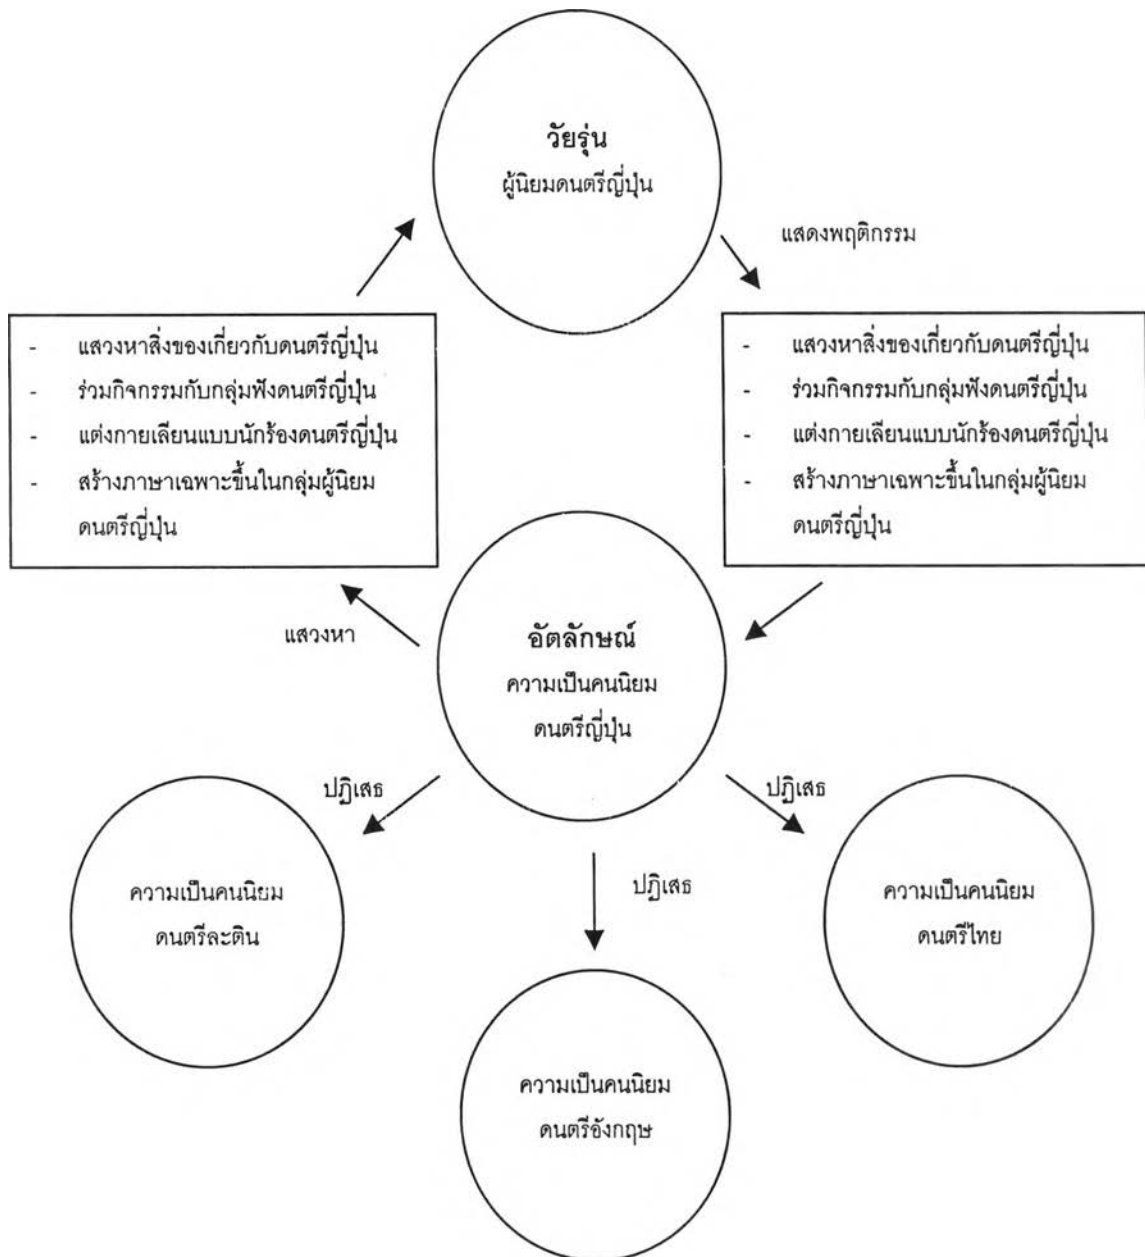 วัยรุ่น
ผู้นิยมดนตรีญี่ปุ่น
แสดงพฤติกรรม
- แสวงหาสิ่งของเกี่ยวกับดนตรีญี่ปุ่น
- ร่วมกิจกรรมกับกลุ่มฟังดนตรีญี่ปุ่น
- แต่งกายเลียนแบบนักร้องดนตรีญี่ปุ่น
- สร้างภาษาเฉพาะขึ้นในกลุ่มผู้นิยม
ดนตรีญี่ปุ่น
- แสวงหาสิ่งของเกี่ยวกับดนตรีญี่ปุ่น
- ร่วมกิจกรรมกับกลุ่มฟังดนตรีญี่ปุ่น
- แต่งกายเลียนแบบนักร้องดนตรีญี่ปุ่น
- สร้างภาษาเฉพาะขึ้นในกลุ่มผู้นิยม
ดนตรีญี่ปุ่น
แสวงหา
อัตลักษณ์
ความเป็นคนนิยม
ดนตรีญี่ปุ่น
ปฏิเสธ
ปฏิเสธ
ปฏิเสธ
ความเป็นคนนิยม
ดนตรีละติน
ความเป็นคนนิยม
ดนตรีไทย
ความเป็นคนนิยม
ดนตรีอังกฤษ